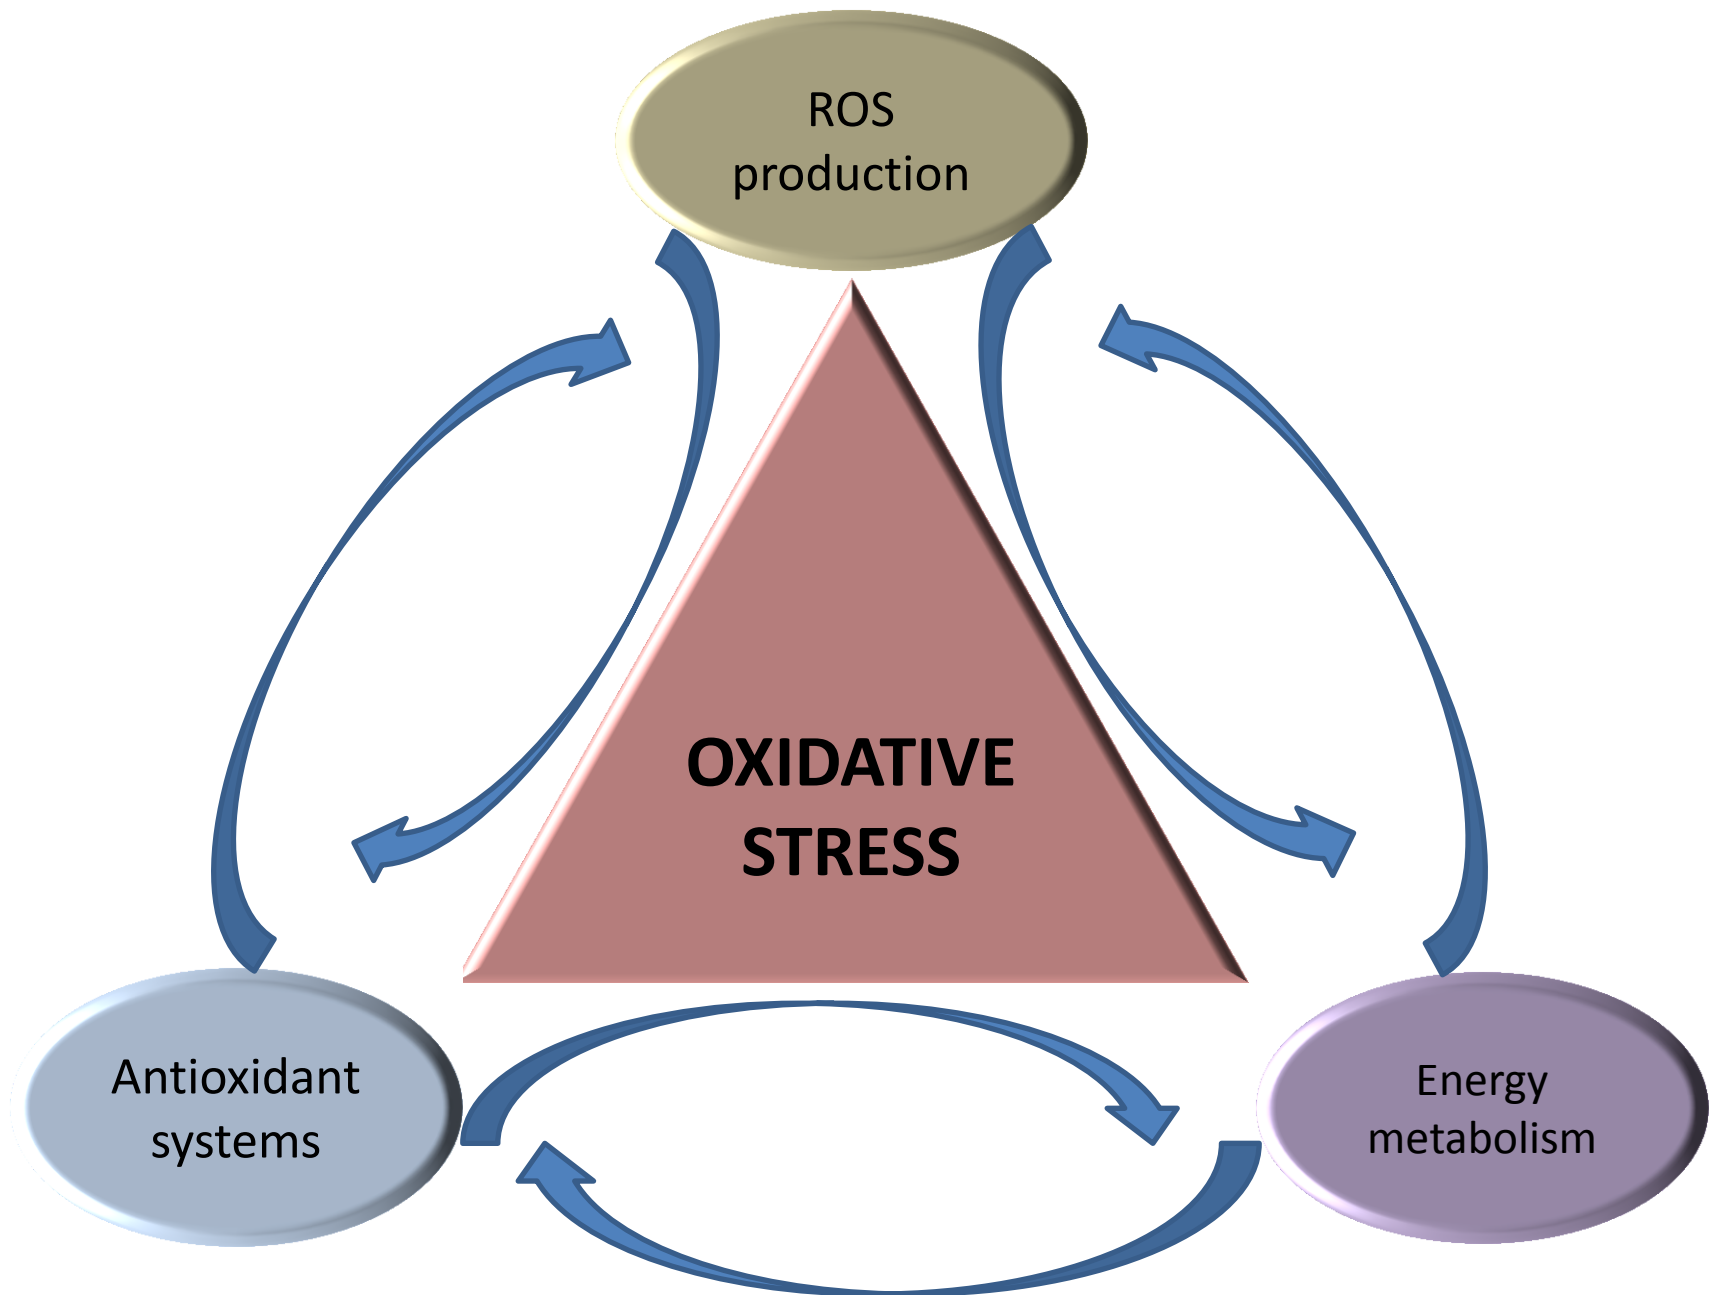 ROS
production
OXIDATIVE
STRESS
Antioxidant
systems
Energy
metabolism